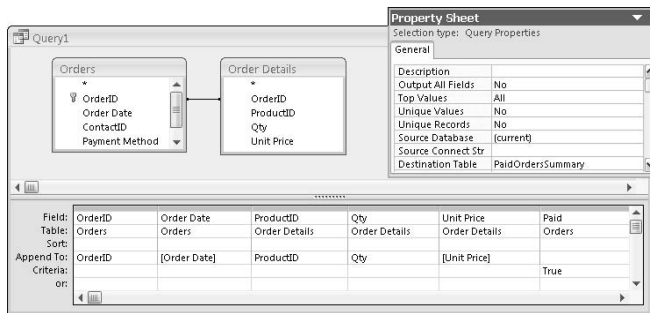 Query1
Orders
*
OrderID
Order Date
ContactID
Payment Method
Order Details
*
OrderID
ProductID
Qty
Unit Price
Property Sheet
Selection type: Query Properties
General
Description
Output All Fields No
Top Values All
Unique Values No
Unique Records No
Source Database (current)
Source Connect Str
Destination Table PaidOrdersSummary
Field: OrderID Order Date ProductID Qty Unit Price Paid
Table: Orders Orders Order Details Order Details Order Details Orders
Sort:
Append To: OrderID [Order Date] ProductID Qty [Unit Price]
Criteria: True
or: